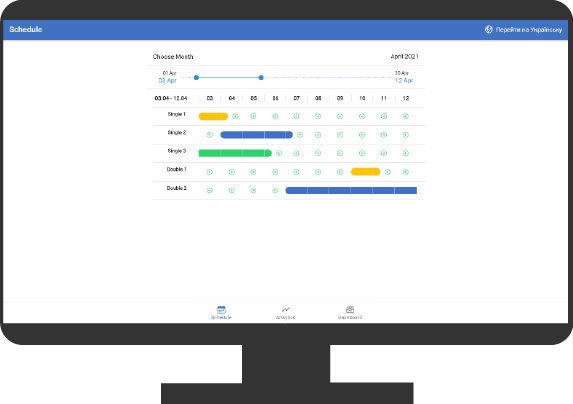 Schedule
Перейти на Українську
Choose Month
April 2021
01 Apr
30 Apr
03 Apr
12 Apr
03.04 - 12.04 03 04 05 06 07 08 09 10 11 12
Single 1
Single 2
Single 3
Double 1
Double 2
Schedule Analytics Dashboard